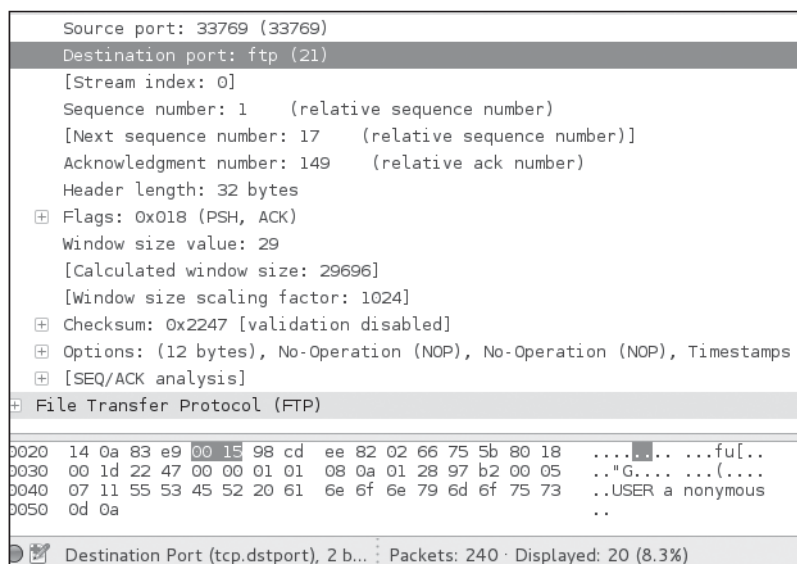 Source port: 33769 (33769)
Destination port: ftp (21)
[Stream index: 0]
Sequence number: 1    (relative sequence number)
[Next sequence number: 17    (relative sequence number)]
Acknowledgment number: 149    (relative ack number)
Header length: 32 bytes
Flags: 0x018 (PSH, ACK)
Window size value: 29
[Calculated window size: 29696]
[Window size scaling factor: 1024]
Checksum: 0x2247 [validation disabled]
Options: (12 bytes), No-Operation (NOP), No-Operation (NOP), Timestamps
[SEQ/ACK analysis]
File Transfer Protocol (FTP)
0020  14 0a 83 e9 00 15 98 cd  ee 82 02 66 75 5b 80 18   ........ ...fu[..
0030  00 1d 22 47 00 00 01 01  08 0a 01 28 97 b2 00 05   .."G.... ...(....
0040  07 11 55 53 45 52 20 61  6e 6f 6e 79 6d 6f 75 73   ..USER a nonymous
0050  0d 0a   ..
Destination Port (tcp.dstport), 2 b... Packets: 240 · Displayed: 20 (8.3%)